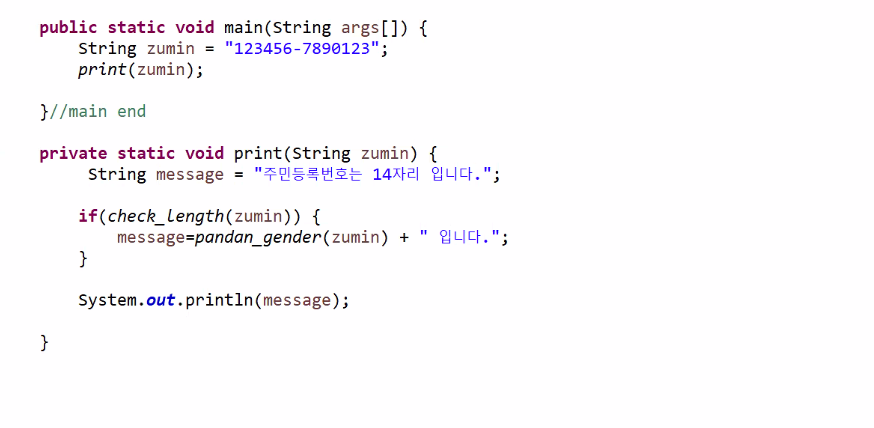 public static void main(String args[]) {
String zumin = "123456-7890123";
print(zumin);
}//main end
private static void print(String zumin) {
String message = "주민등록번호는 14자리 입니다.";
if(check_length(zumin)) {
message=pandan_gender(zumin) + " 입니다.";
}
System.out.println(message);
}